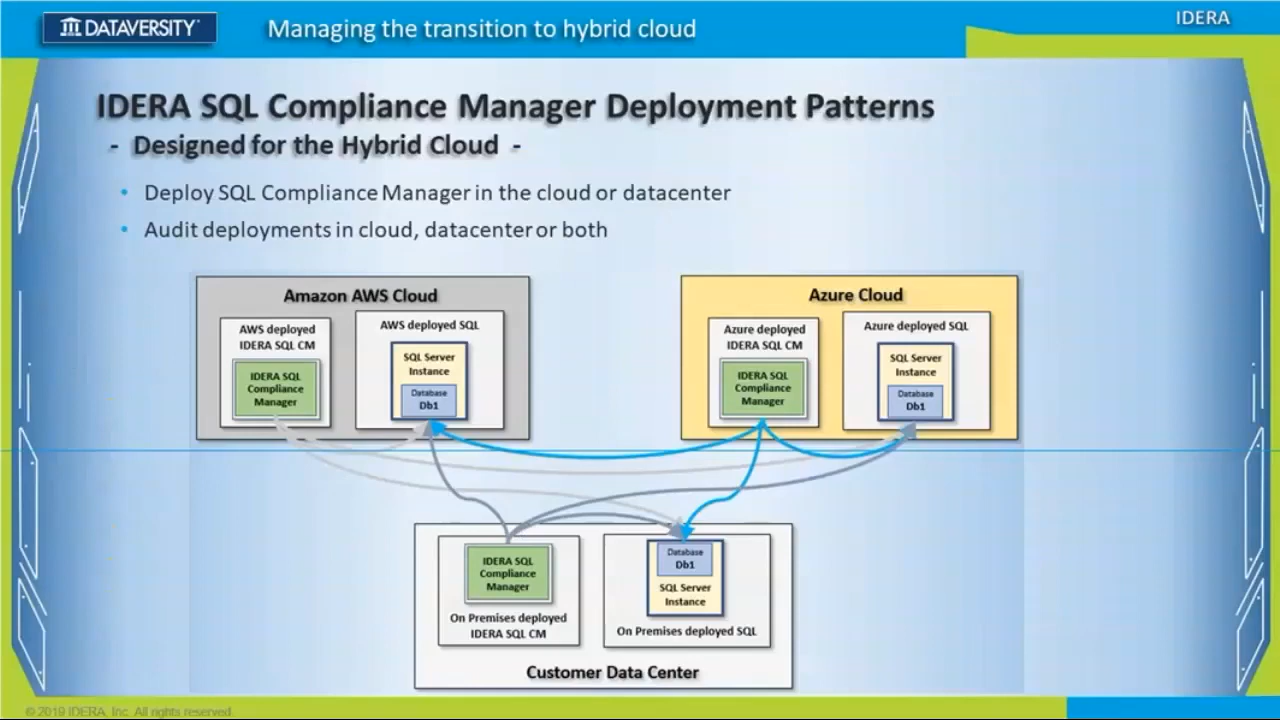 DATAVERSITY
Managing the transition to hybrid cloud
IDERA
IDERA SQL Compliance Manager Deployment Patterns
- Designed for the Hybrid Cloud -
• Deploy SQL Compliance Manager in the cloud or datacenter
• Audit deployments in cloud, datacenter or both
Amazon AWS Cloud
AWS deployed
IDERA SQL CM
IDERA SQL
Compliance
Manager
AWS deployed SQL
SQL Server
Instance
Database
Db1
Azure Cloud
Azure deployed
IDERA SQL CM
IDERA SQL
Compliance
Manager
Azure deployed SQL
SQL Server
Instance
Database
Db1
IDERA SQL
Compliance
Manager
On Premises deployed
IDERA SQL CM
Database
Db1
SQL Server
Instance
On Premises deployed SQL
Customer Data Center
© 2019 IDERA, Inc. All rights reserved.